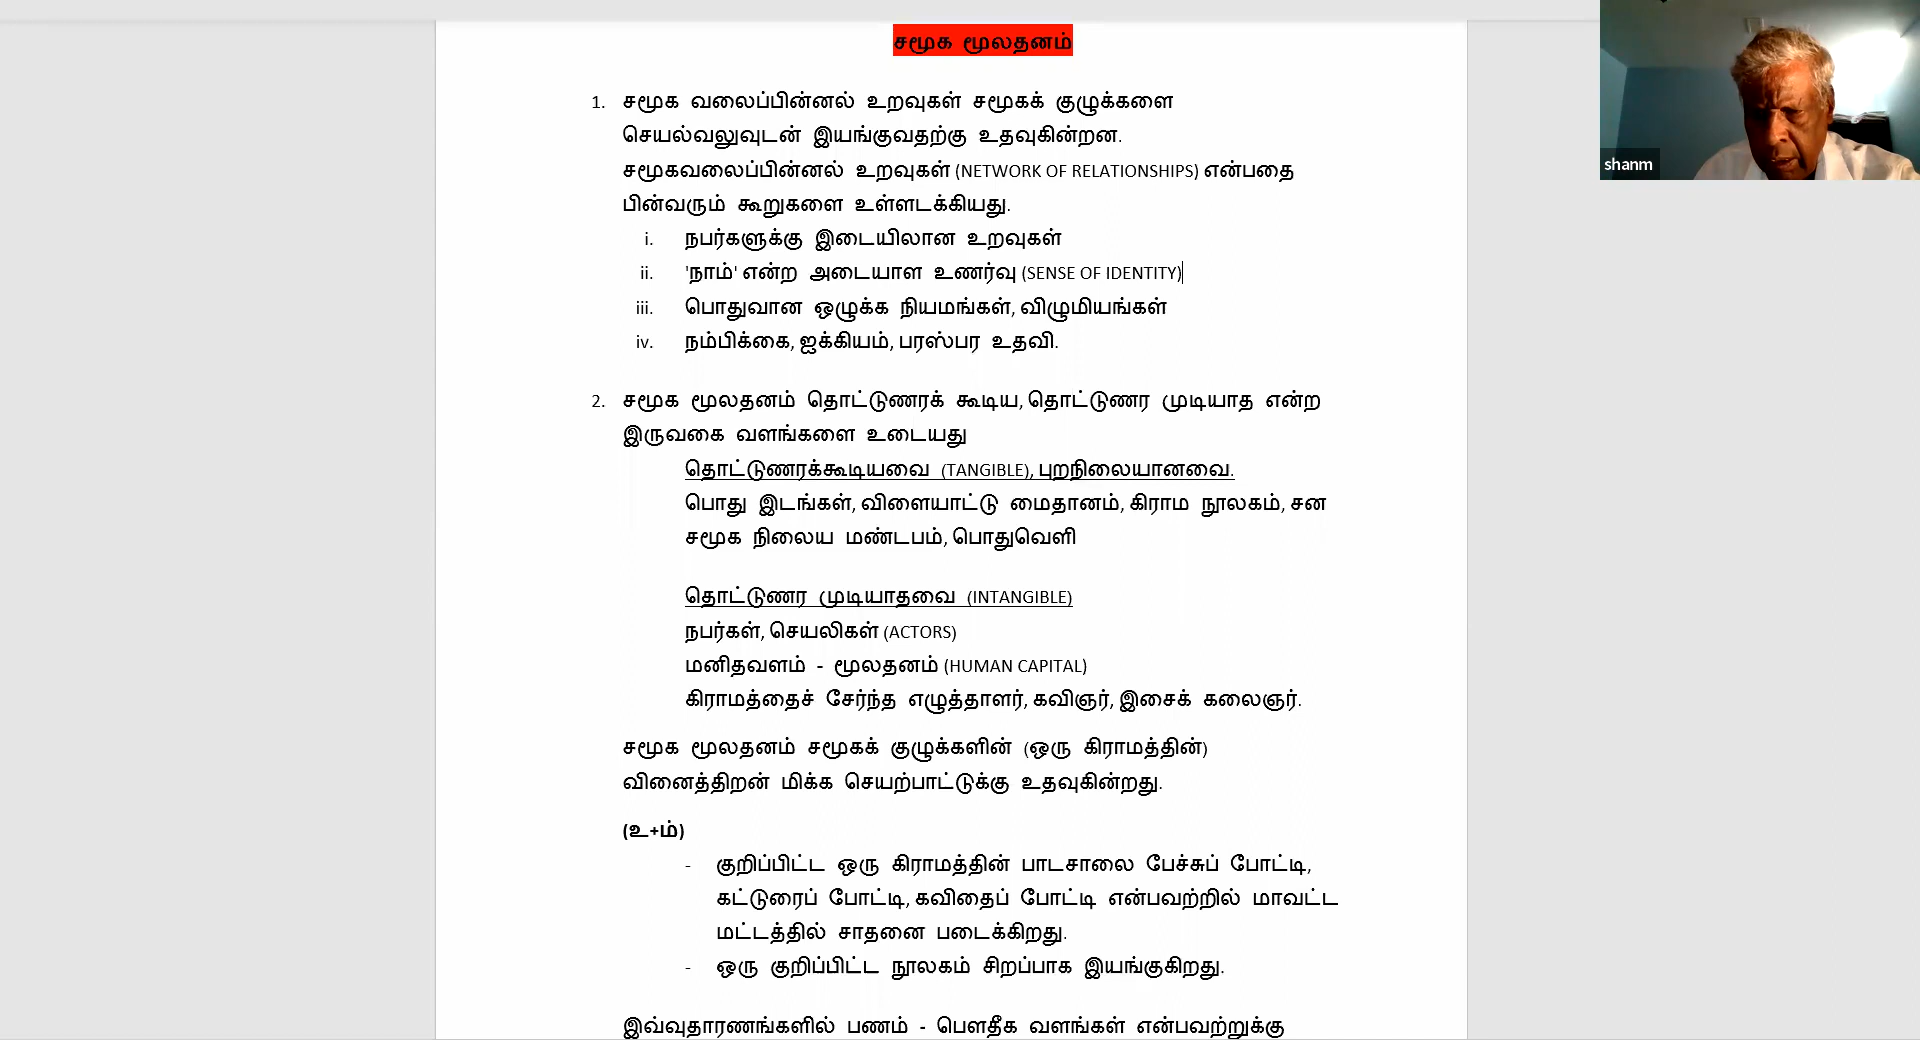 சமூக மூலதனம்
1. சமூக வலைப்பின்னல் உறவுகள் சமூகக் குழுக்களை
செயல்வலுவுடன் இயங்குவதற்கு உதவுகின்றன.
சமூகவலைப்பின்னல் உறவுகள் (NETWORK OF RELATIONSHIPS) என்பதை
பின்வரும் கூறுகளை உள்ளடக்கியது.
i. நபர்களுக்கு இடையிலான உறவுகள்
ii. 'நாம்' என்ற அடையாள உணர்வு (SENSE OF IDENTITY)
iii. பொதுவான ஒழுக்க நியமங்கள், விழுமியங்கள்
iv. நம்பிக்கை, ஐக்கியம், பரஸ்பர உதவி.
2. சமூக மூலதனம் தொட்டுணரக் கூடிய, தொட்டுணர முடியாத என்ற
இருவகை வளங்களை உடையது
தொட்டுணரக்கூடியவை (TANGIBLE), புறநிலையானவை.
பொது இடங்கள், விளையாட்டு மைதானம், கிராம நூலகம், சன
சமூக நிலைய மண்டபம், பொதுவெளி
தொட்டுணர முடியாதவை (INTANGIBLE)
நபர்கள், செயலிகள் (ACTORS)
மனிதவளம் - மூலதனம் (HUMAN CAPITAL)
கிராமத்தைச் சேர்ந்த எழுத்தாளர், கவிஞர், இசைக் கலைஞர்.
சமூக மூலதனம் சமூகக் குழுக்களின் (ஒரு கிராமத்தின்)
வினைத்திறன் மிக்க செயற்பாட்டுக்கு உதவுகின்றது.
(உ+ம்)
- குறிப்பிட்ட ஒரு கிராமத்தின் பாடசாலை பேச்சுப் போட்டி,
கட்டுரைப் போட்டி, கவிதைப் போட்டி என்பவற்றில் மாவட்ட
மட்டத்தில் சாதனை படைக்கிறது.
- ஒரு குறிப்பிட்ட நூலகம் சிறப்பாக இயங்குகிறது.
இவ்வுதாரணங்களில் பணம் - பௌதீக வளங்கள் என்பவற்றுக்கு
shanm